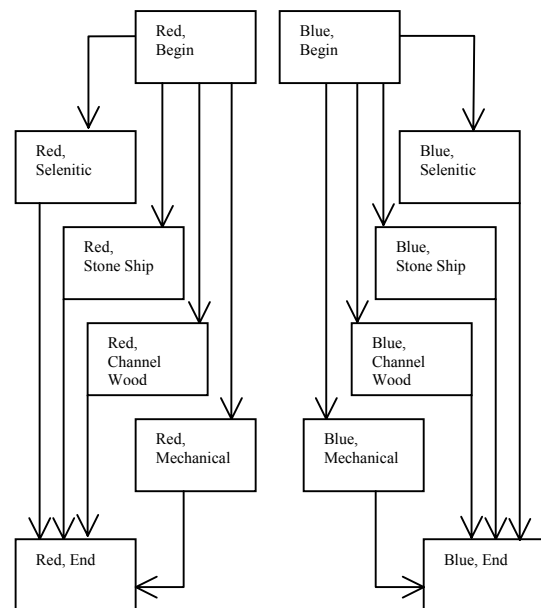 Red,
Begin
Blue,
Begin
Red,
Selenitic
Blue,
Selenitic
Red,
Stone Ship
Blue,
Stone Ship
Red,
Channel
Wood
Blue,
Channel
Wood
Red,
Mechanical
Blue,
Mechanical
Red, End
Blue, End